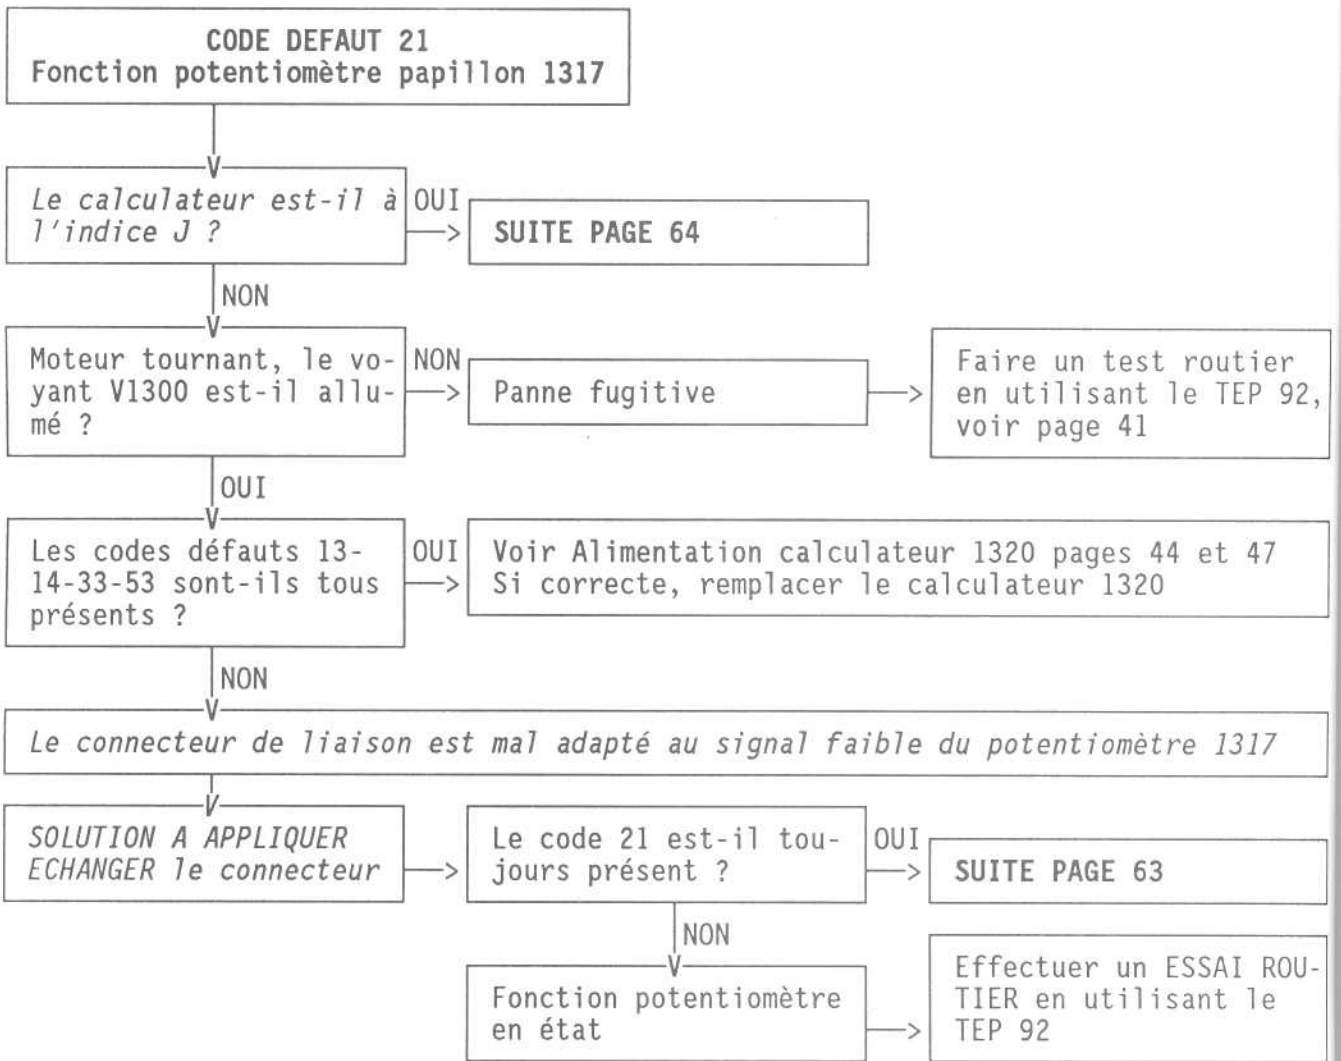 CODE DEFAUT 21
Fonction potentiomètre papillon 1317
Le calculateur est-il à
l'indice J ?
OUI
SUITE PAGE 64
NON
Moteur tournant, le vo-
yant V1300 est-il allu-
mé ?
NON
Panne fugitive
Faire un test routier
en utilisant le TEP 92,
voir page 41
OUI
Les codes défauts 13-
14-33-53 sont-ils tous
présents ?
OUI
Voir Alimentation calculateur 1320 pages 44 et 47
Si correcte, remplacer le calculateur 1320
NON
Le connecteur de liaison est mal adapté au signal faible du potentiomètre 1317
SOLUTION A APPLIQUER
ECHANGER le connecteur
Le code 21 est-il tou-
jours présent ?
OUI
SUITE PAGE 63
NON
Fonction potentiomètre
en état
Effectuer un ESSAI ROU-
TIER en utilisant le
TEP 92